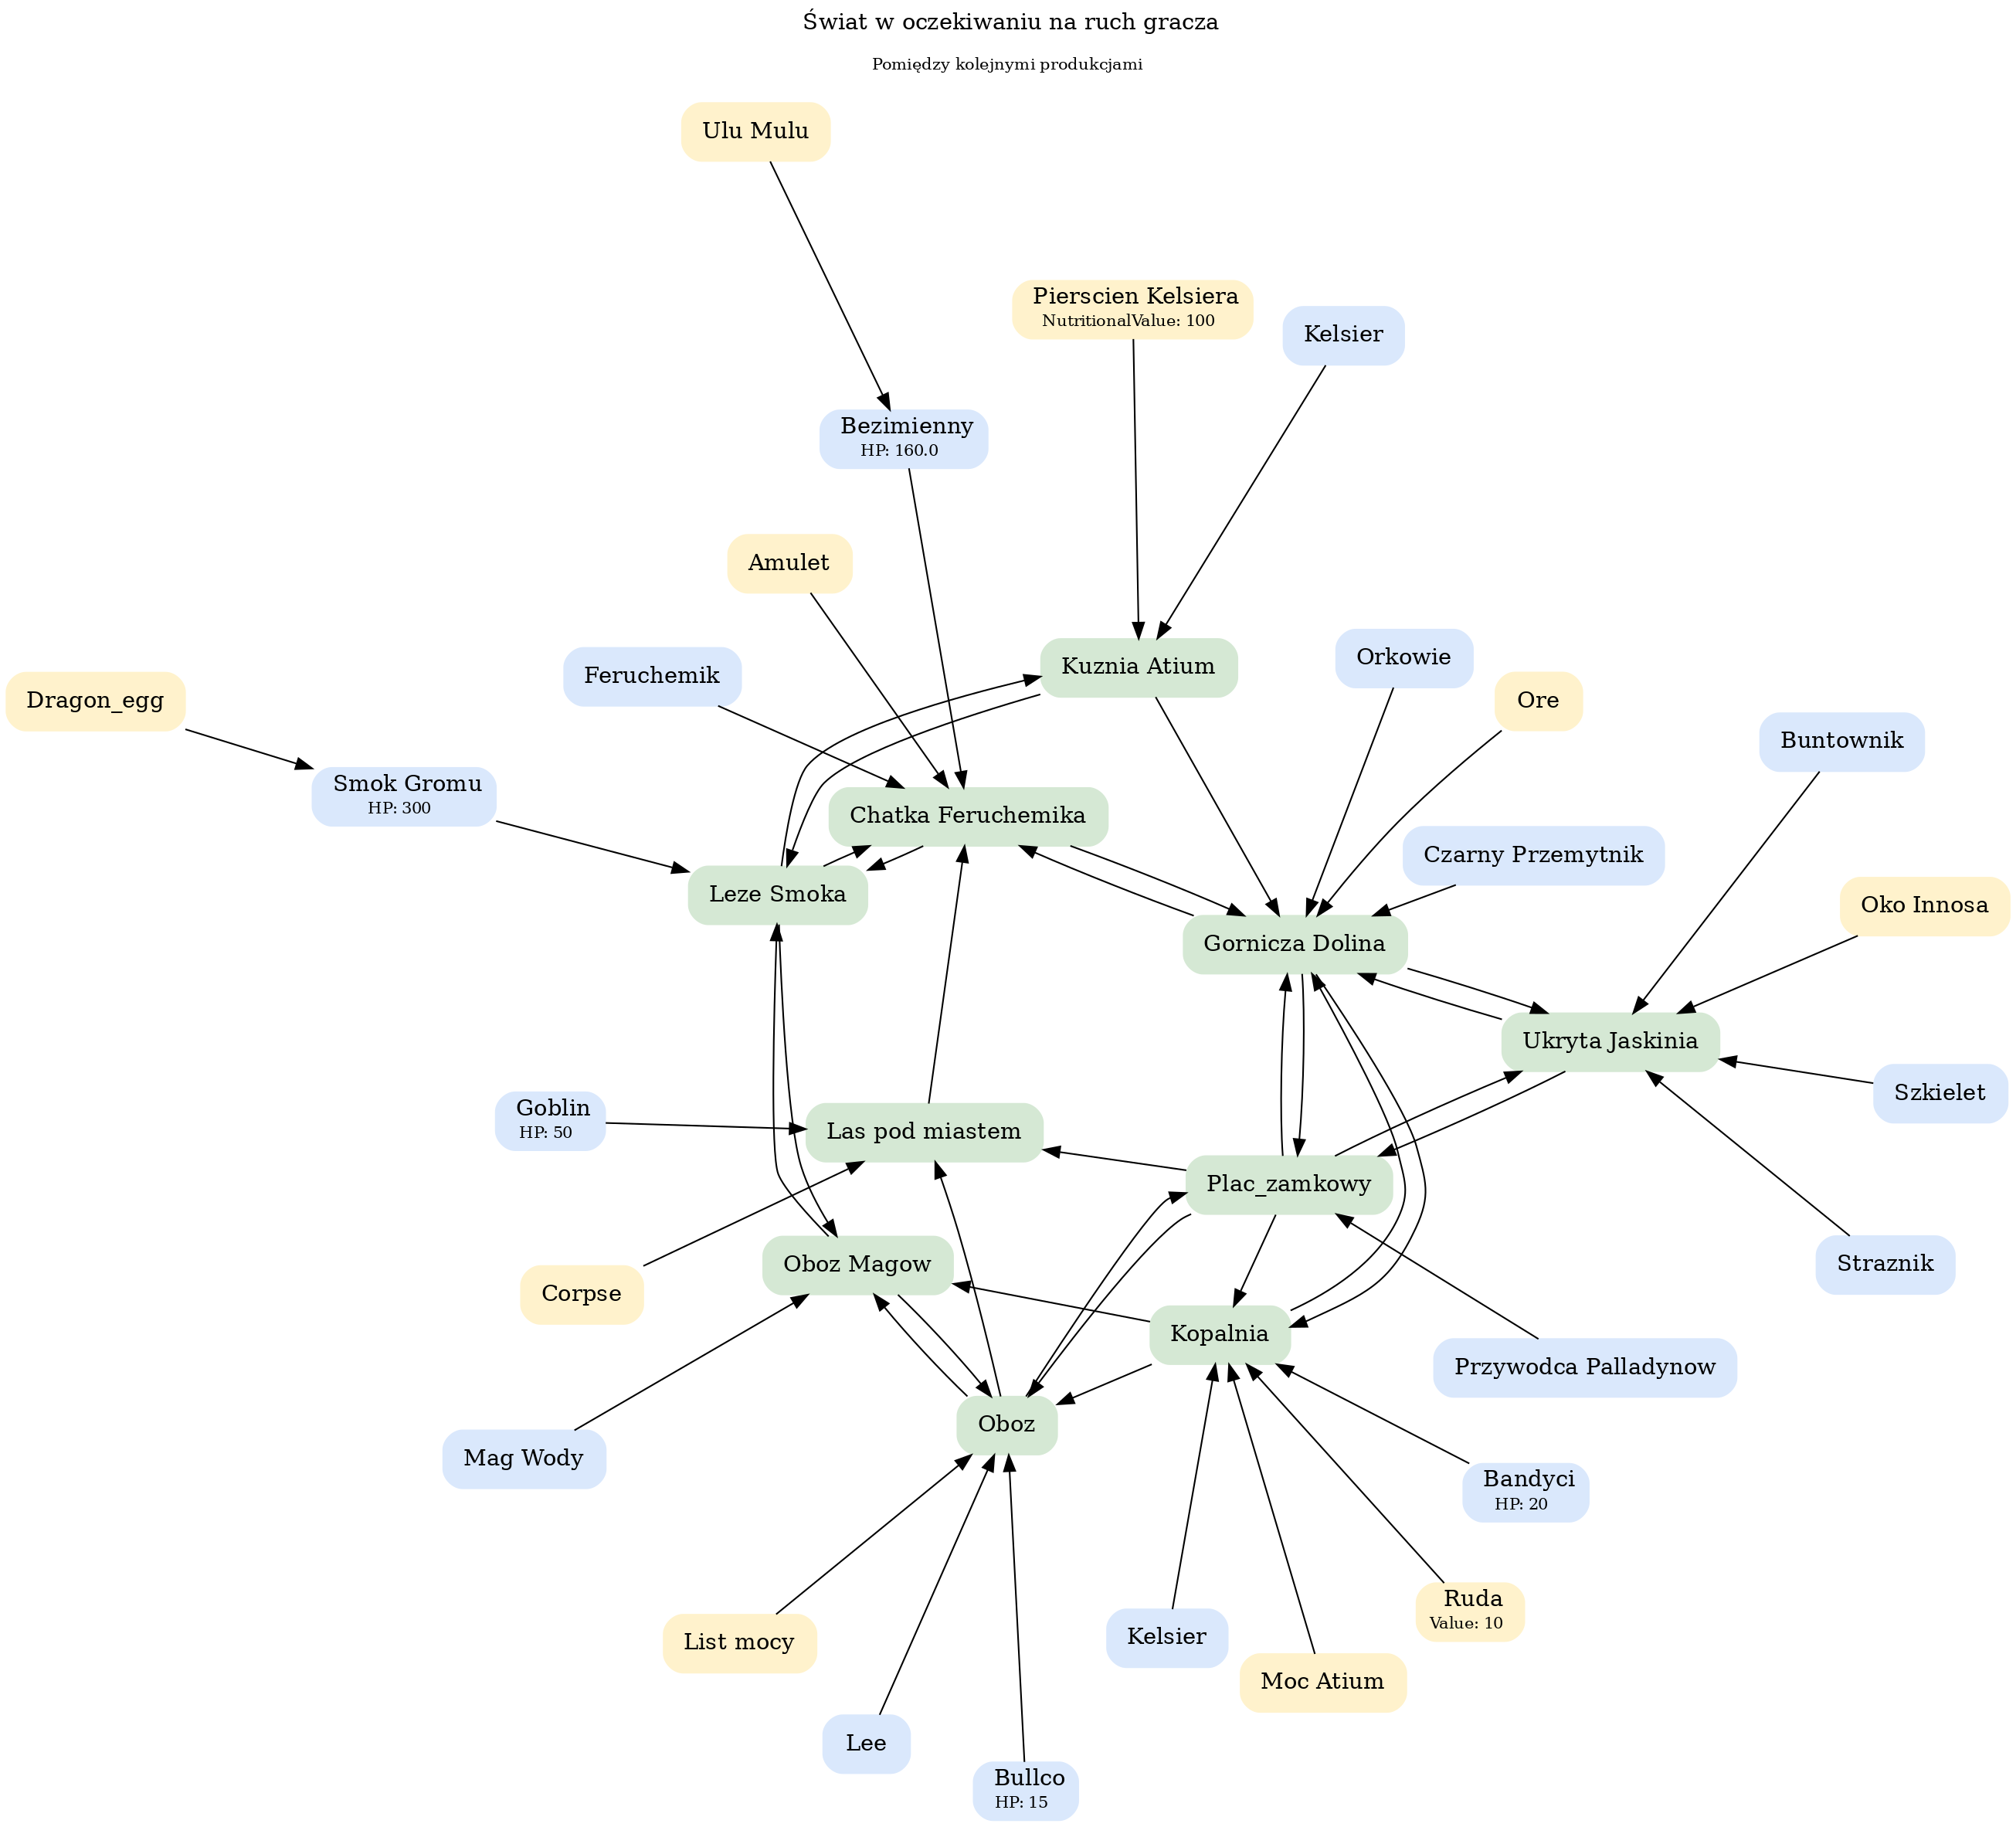 Świat w oczekiwaniu na ruch gracza
Pomiędzy kolejnymi produkcjami
Ulu Mulu
Pierscien Kelsiera
NutritionalValue: 100
Kelsier
Bezimienny
HP: 160.0
Amulet
Feruchemik
Kuznia Atium
Orkowie
Ore
Dragon_egg
Buntownik
Smok Gromu
HP: 300
Chatka Feruchemika
Czarny Przemytnik
Leze Smoka
Oko Innosa
Gornicza Dolina
Ukryta Jaskinia
Szkielet
Goblin
HP: 50
Las pod miastem
Plac_zamkowy
Oboz Magow
Straznik
Corpse
Kopalnia
Przywodca Palladynow
Oboz
Mag Wody
Bandyci
HP: 20
Ruda
Value: 10
List mocy
Kelsier
Moc Atium
Lee
Bullco
HP: 15